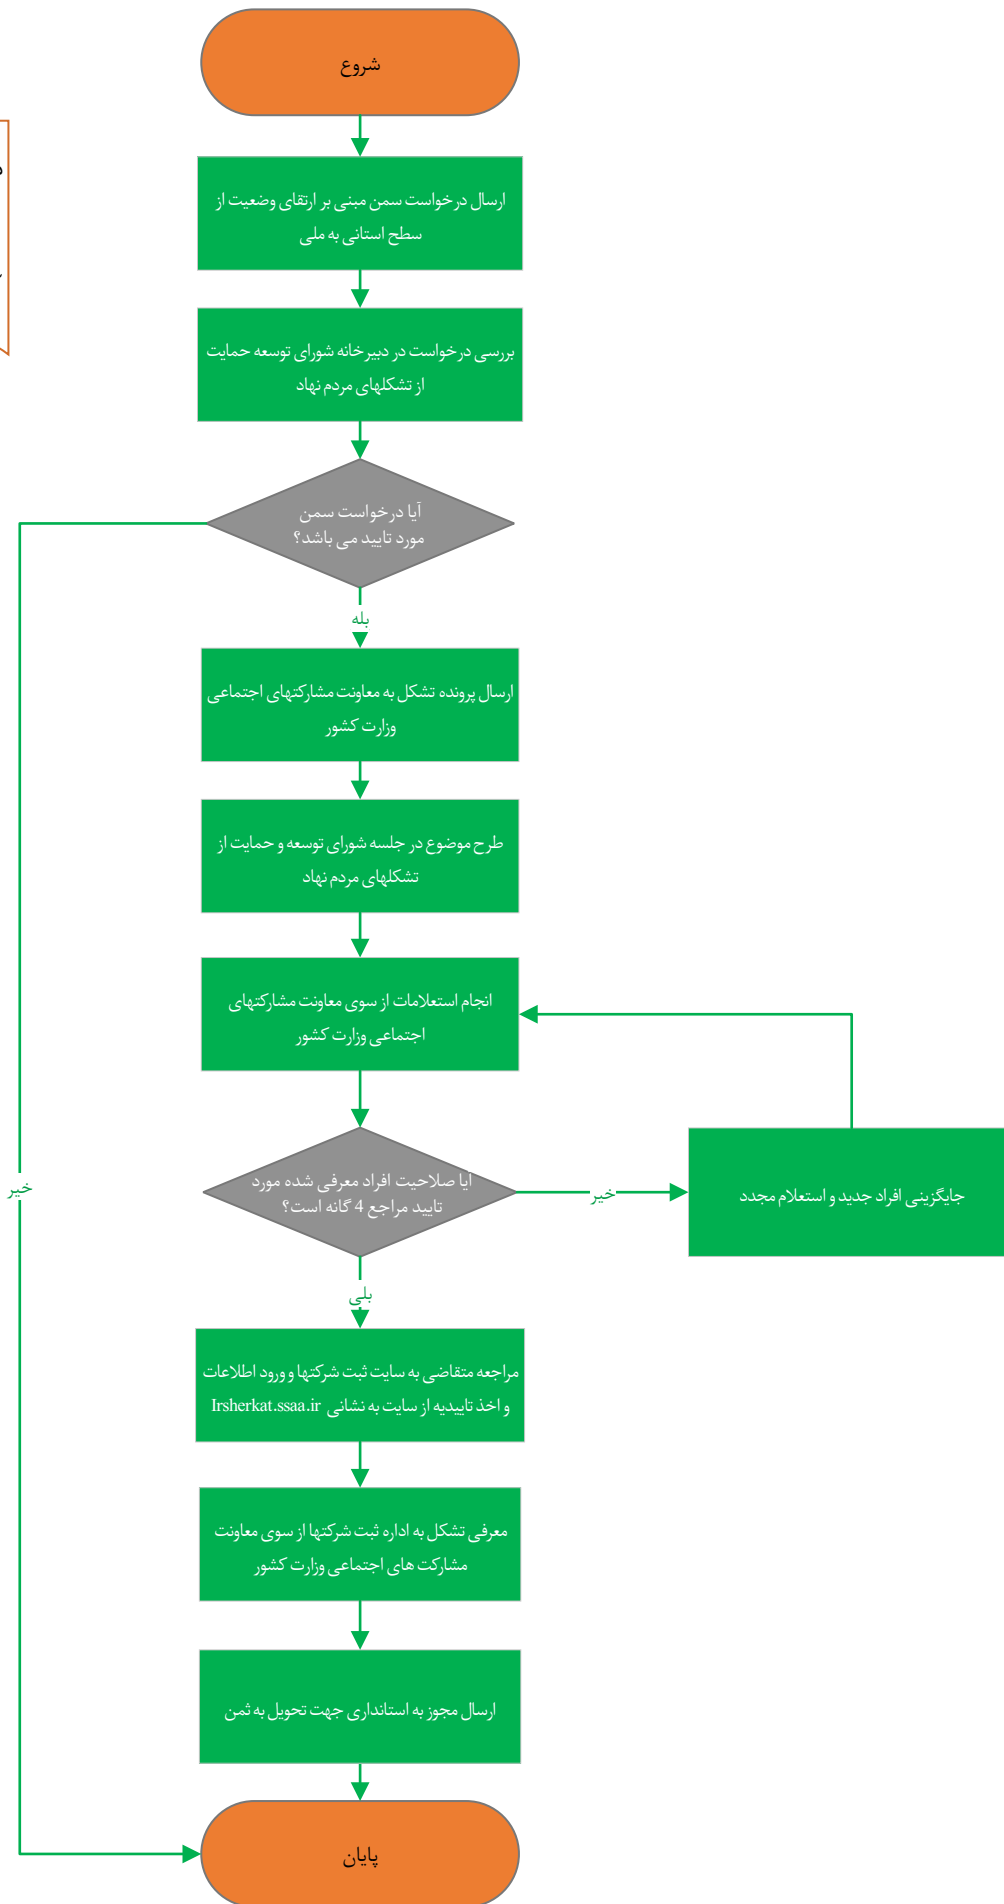 شروع
ارسال درخواست سمن مبنی بر ارتقای وضعیت از
سطح استانی به ملی
بررسی درخواست در دبیرخانه شورای توسعه حمایت
از تشکلهای مردم نهاد
آیا درخواست سمن
مورد تایید می باشد؟
بله
ارسال پرونده تشکل به معاونت مشارکتهای اجتماعی
وزارت کشور
طرح موضوع در جلسه شورای توسعه و حمایت از
تشکلهای مردم نهاد
انجام استعلامات از سوی معاونت مشارکتهای
اجتماعی وزارت کشور
آیا صلاحیت افراد معرفی شده مورد
تایید مراجع 4 گانه است؟
خیر
جایگزینی افراد جدید و استعلام مجدد
خیر
بلی
مراجعه متقاضی به سایت ثبت شرکتها و ورود اطلاعات
و اخذ تاییدیه از سایت به نشانی Irsherkat.ssaa.ir
معرفی تشکل به اداره ثبت شرکتها از سوی معاونت
مشارکت های اجتماعی وزارت کشور
ارسال مجوز به استانداری جهت تحویل به ثمن
پایان